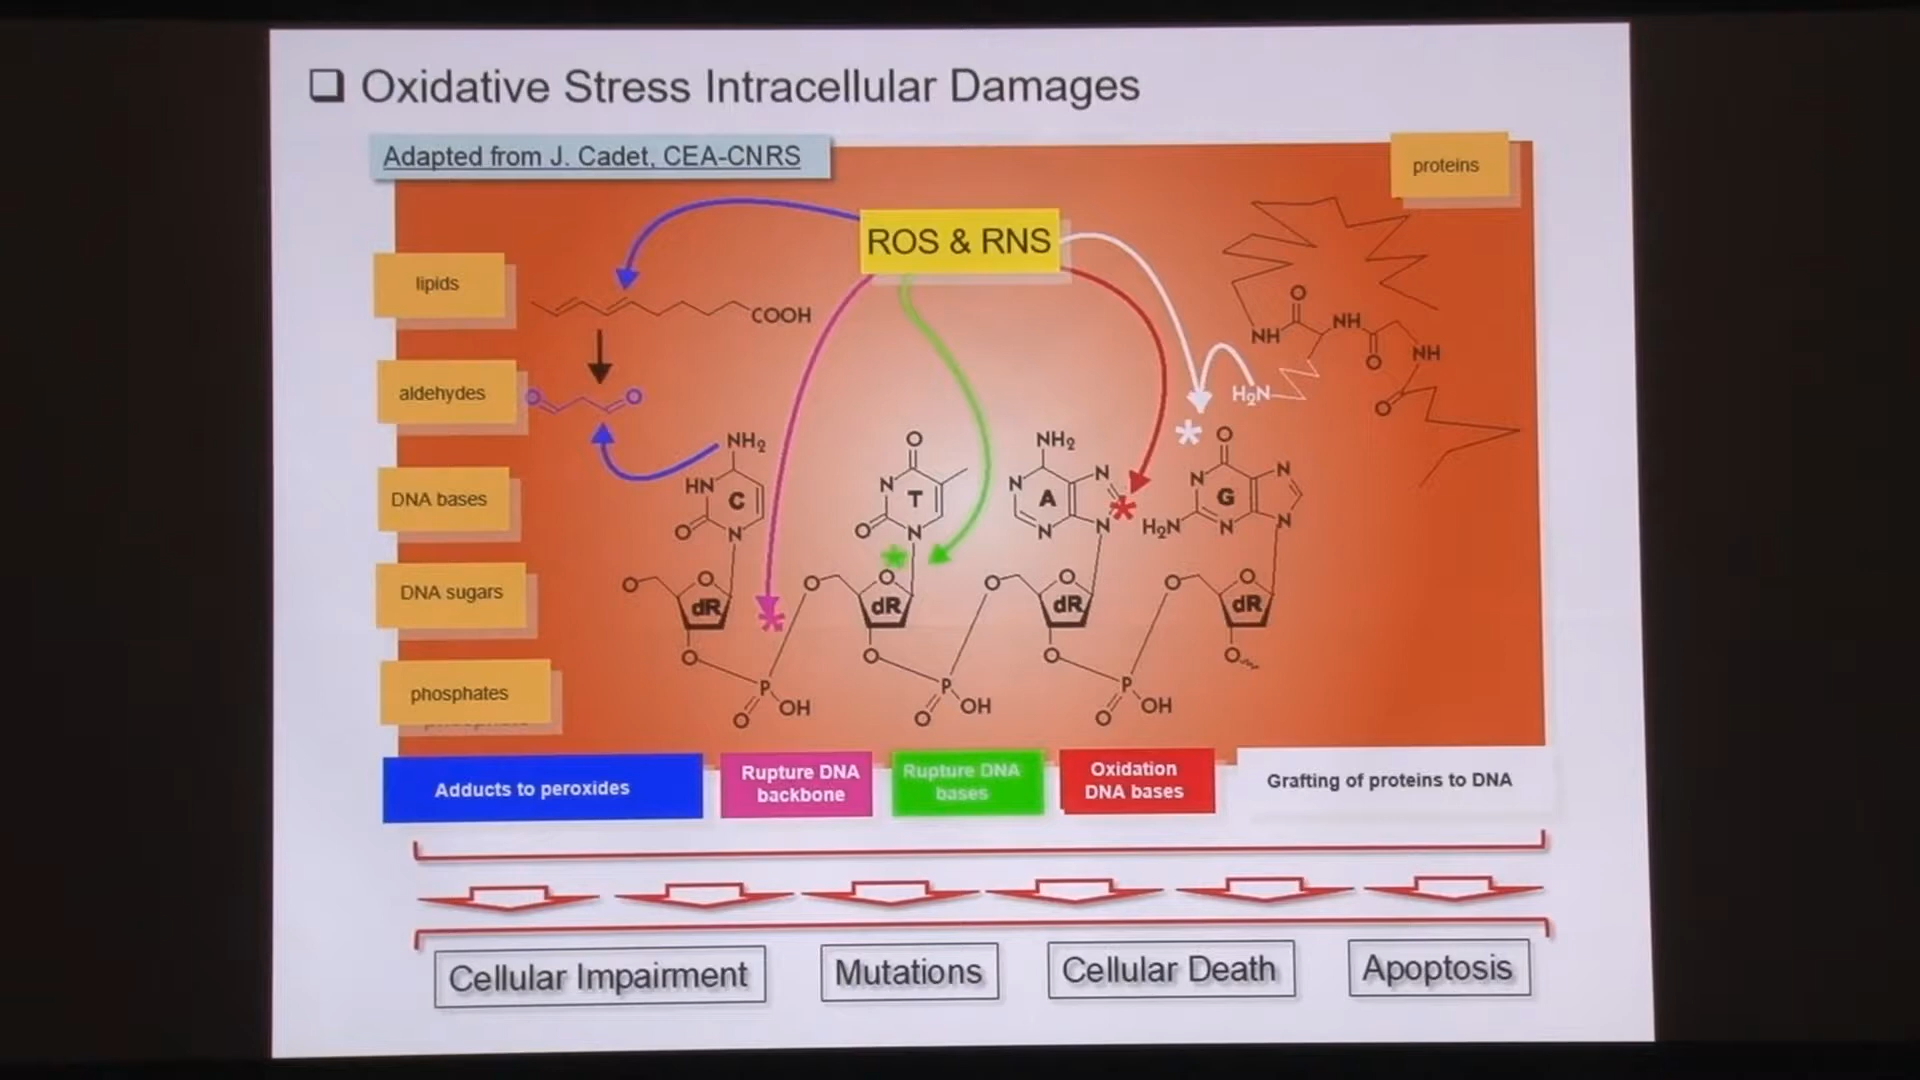 ❑ Oxidative Stress Intracellular Damages
Adapted from J. Cadet, CEA-CNRS
proteins
ROS & RNS
lipids
COOH
O
NH
NH
O
NH
O
aldehydes
O
O
H₂N
NH₂
O
NH₂
O
DNA bases
HN
C
O
N
N
T
O
N
N
A
N
N
N
N
G
N
H₂N
N
N
DNA sugars
O
O
dR
O
O
dR
O
O
dR
O
O
dR
O
O
O
O
phosphates
P
OH
O
P
OH
O
P
OH
O
Adducts to peroxides
Rupture DNA
backbone
Rupture DNA
bases
Oxidation
DNA bases
Grafting of proteins to DNA
Cellular Impairment
Mutations
Cellular Death
Apoptosis